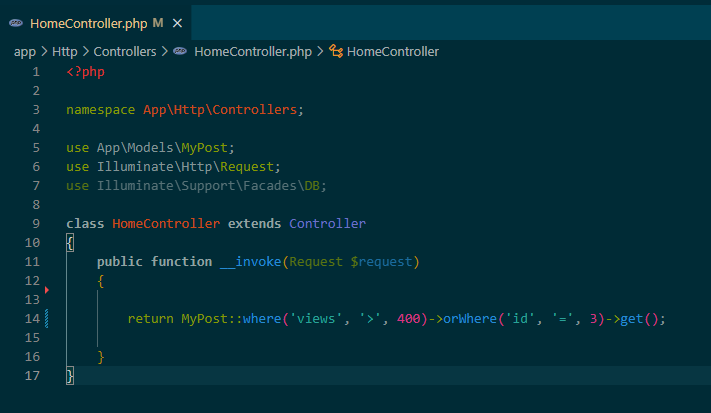 HomeController.php M ×
app > Http > Controllers > HomeController.php > HomeController
1 <?php
2
3 namespace App\Http\Controllers;
4
5 use App\Models\MyPost;
6 use Illuminate\Http\Request;
7 use Illuminate\Support\Facades\DB;
8
9 class HomeController extends Controller
10 {
11     public function __invoke(Request $request)
12     {
13
14         return MyPost::where('views', '>', 400)->orWhere('id', '=', 3)->get();
15
16     }
17 }